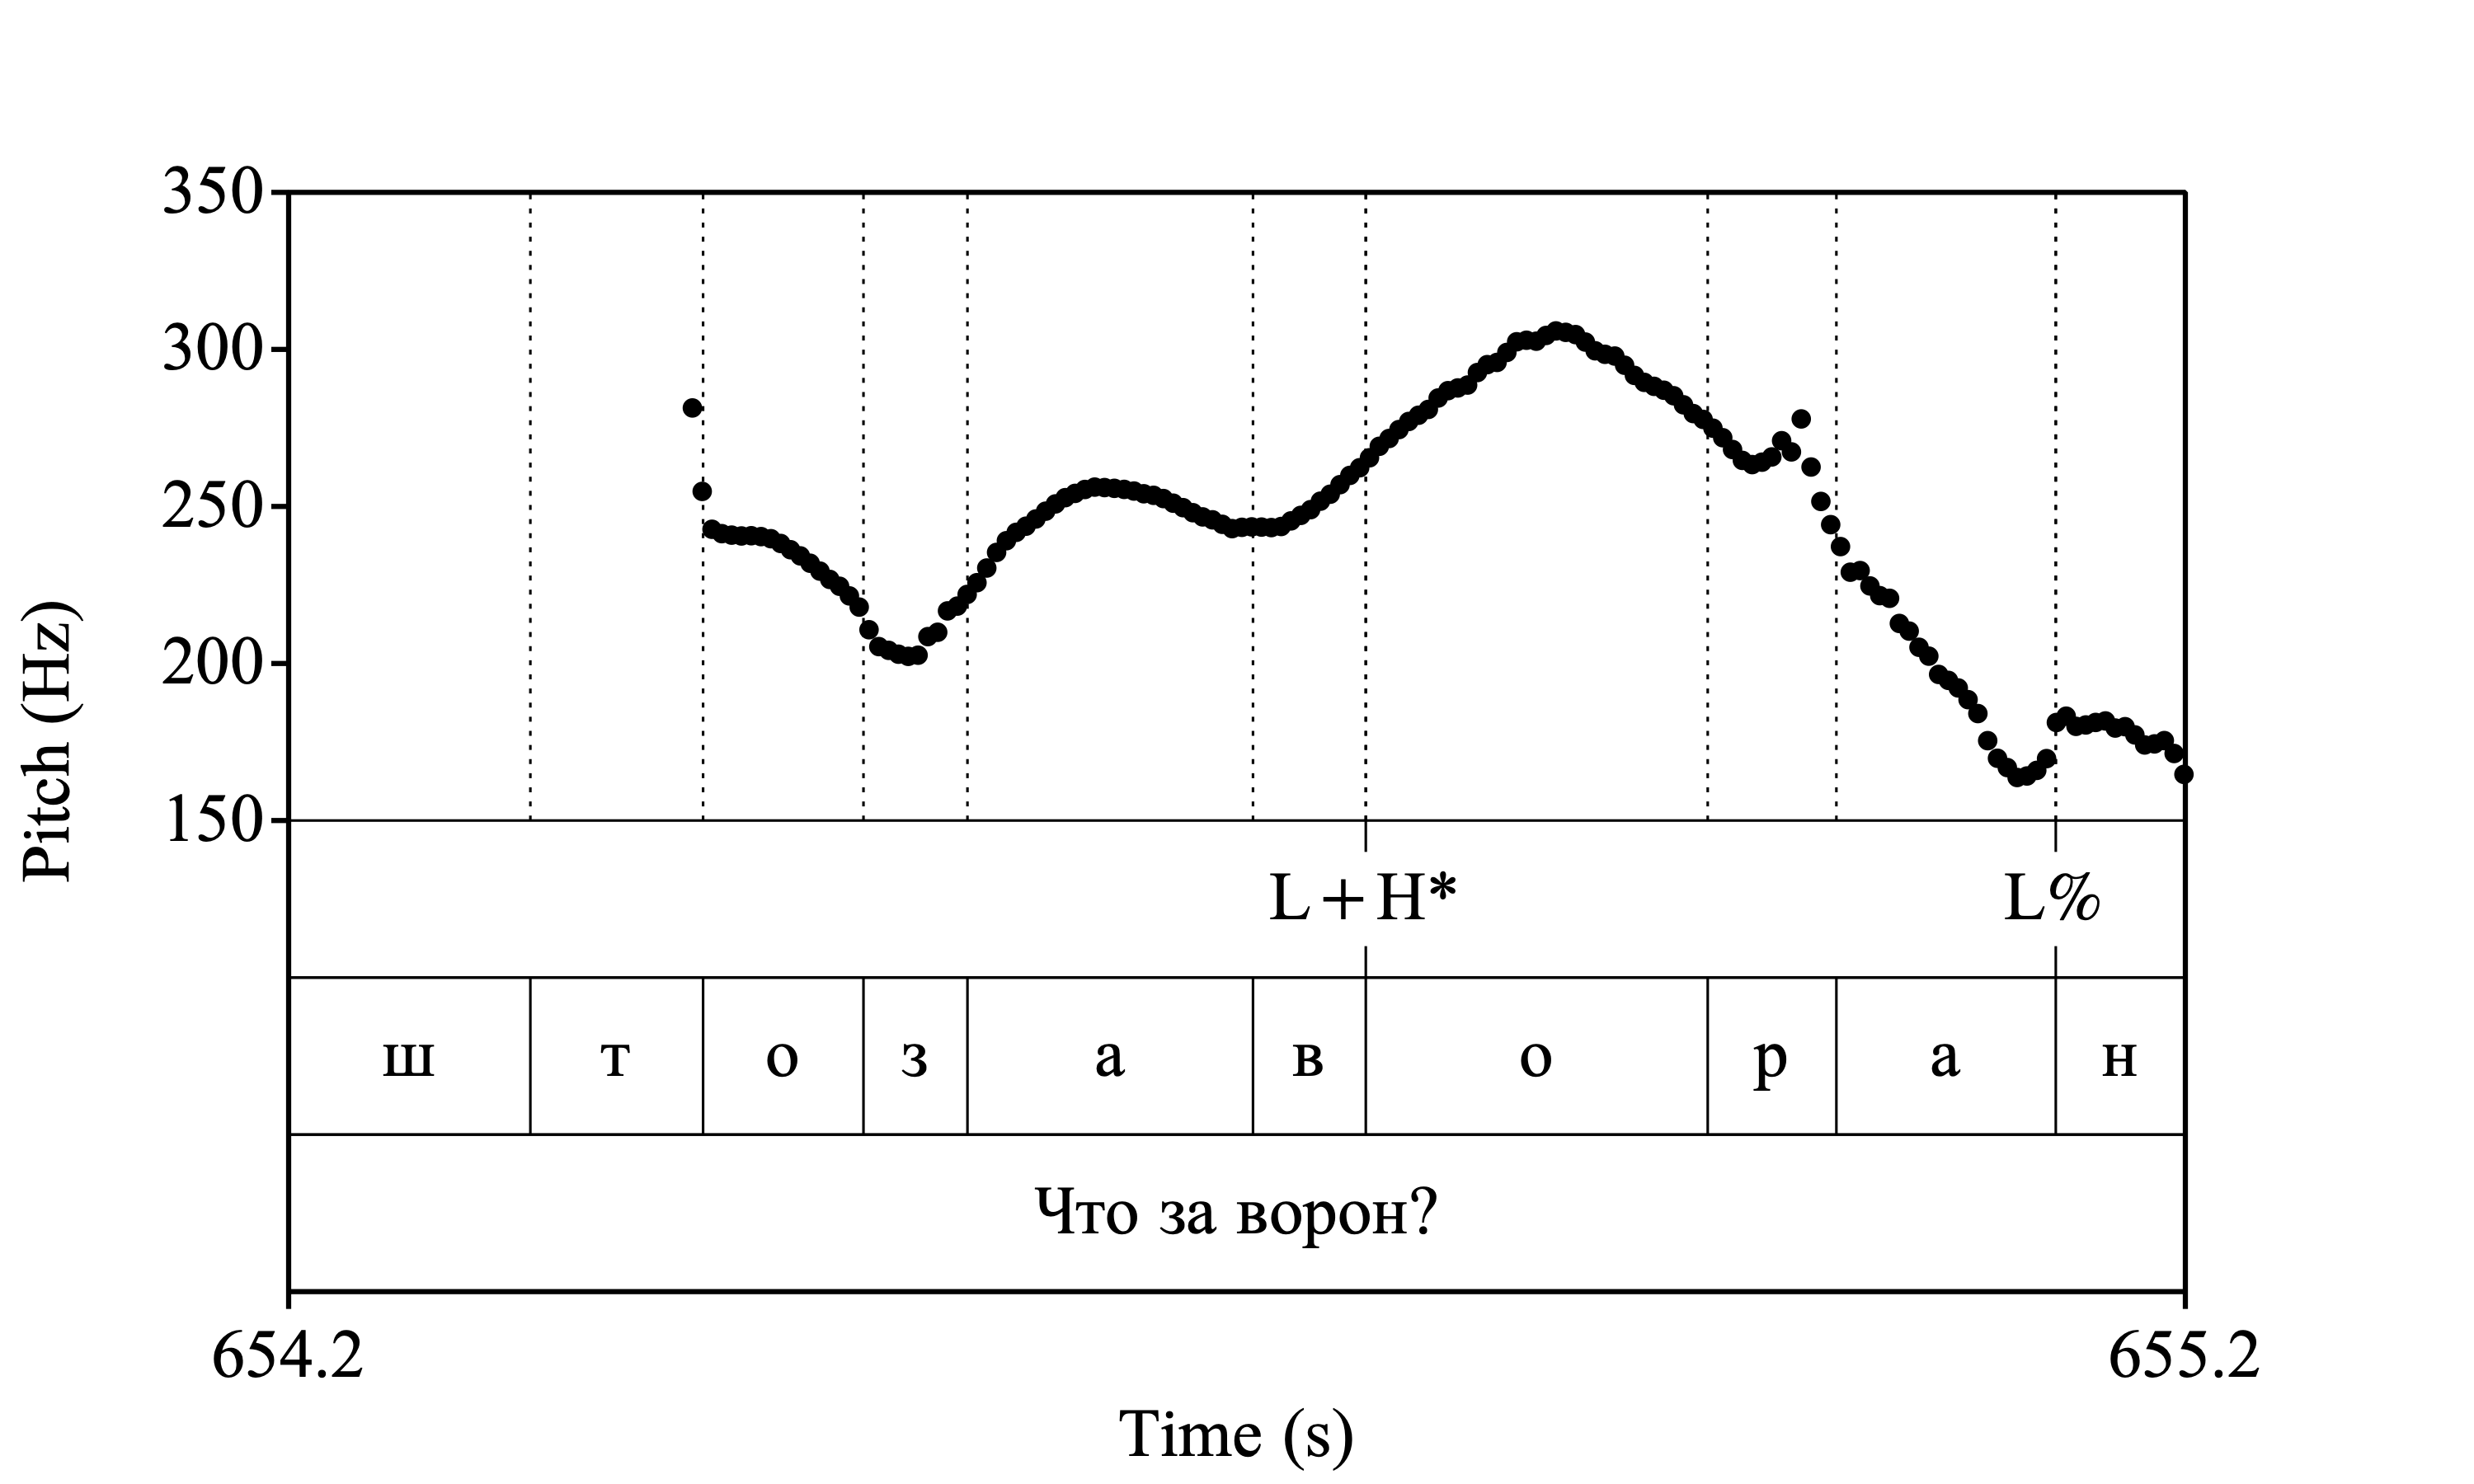 350
300
250
200
150
Pitch (Hz)
L+H* L%
ш т о з а в о р а н
Что за ворон?
654.2 655.2
Time (s)